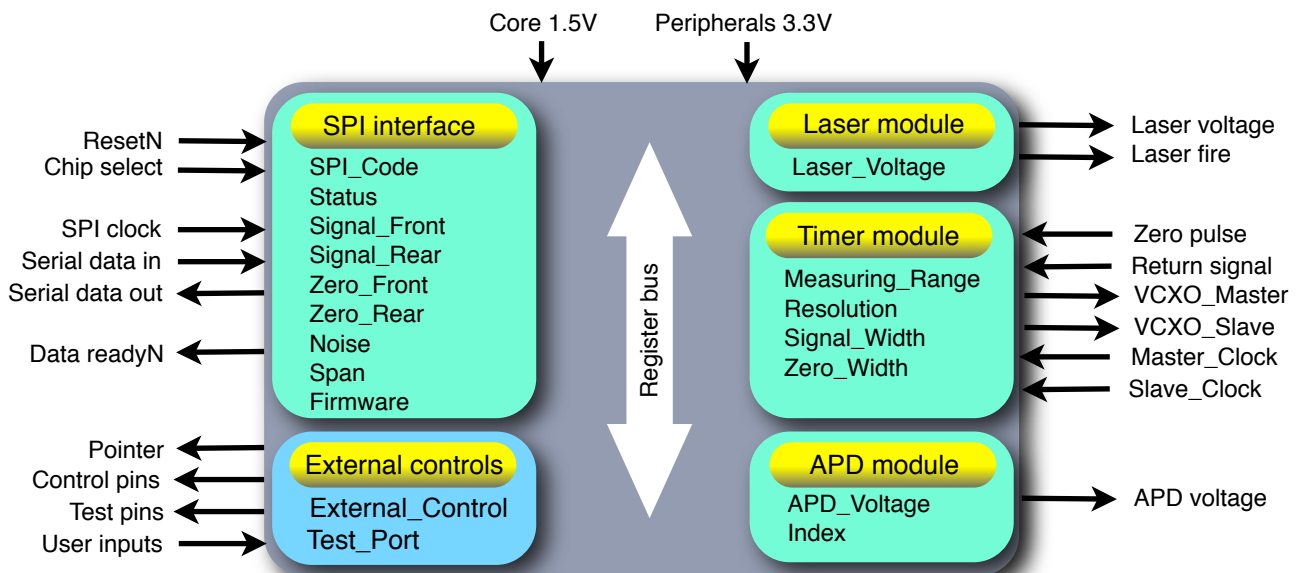 Core 1.5V
Peripherals 3.3V
ResetN
Chip select
SPI clock
Serial data in
Serial data out
Data readyN
Pointer
Control pins
Test pins
User inputs
SPI interface
SPI_Code
Status
Signal_Front
Signal_Rear
Zero_Front
Zero_Rear
Noise
Span
Firmware
External controls
External_Control
Test_Port
Register bus
Laser module
Laser_Voltage
Timer module
Measuring_Range
Resolution
Signal_Width
Zero_Width
APD module
APD_Voltage
Index
Laser voltage
Laser fire
Zero pulse
Return signal
VCXO_Master
VCXO_Slave
Master_Clock
Slave_Clock
APD voltage